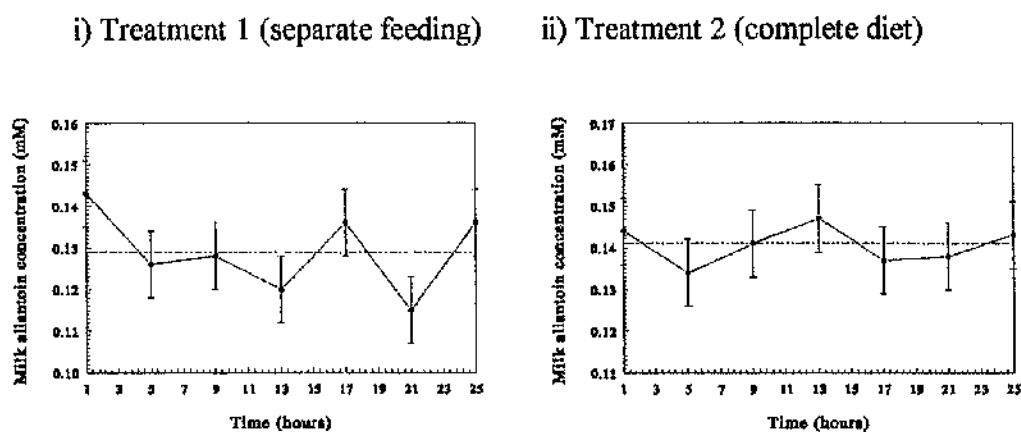 i) Treatment 1 (separate feeding)
ii) Treatment 2 (complete diet)
Milk allantoin concentration (mM)
0.16
0.15
0.14
0.13
0.12
0.11
0.10
1 3 5 7 9 11 13 15 17 19 21 23 25
Time (hours)
Milk allantoin concentration (mM)
0.17
0.16
0.15
0.14
0.13
0.12
0.11
1 3 5 7 9 11 13 15 17 19 21 23 25
Time (hours)